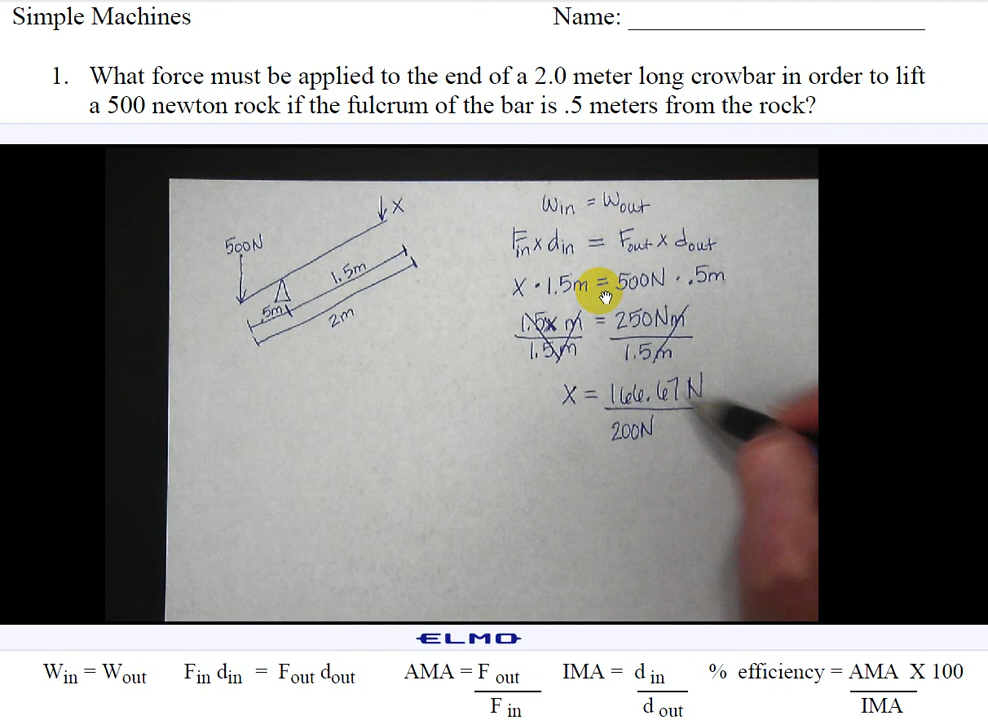 Simple Machines Name:
1. What force must be applied to the end of a 2.0 meter long crowbar in order to lift
a 500 newton rock if the fulcrum of the bar is .5 meters from the rock?
X
500N
1.5m
.5m
2m
Win = Wout
Fin x din = Fout x dout
X · 1.5m = 500N · .5m
1.5x m = 250Nm
1.5m 1.5m
X = 166.67N
200N
ELMO
Win = Wout Fin din = Fout dout AMA = F out IMA = d in % efficiency = AMA X 100
F in d out IMA